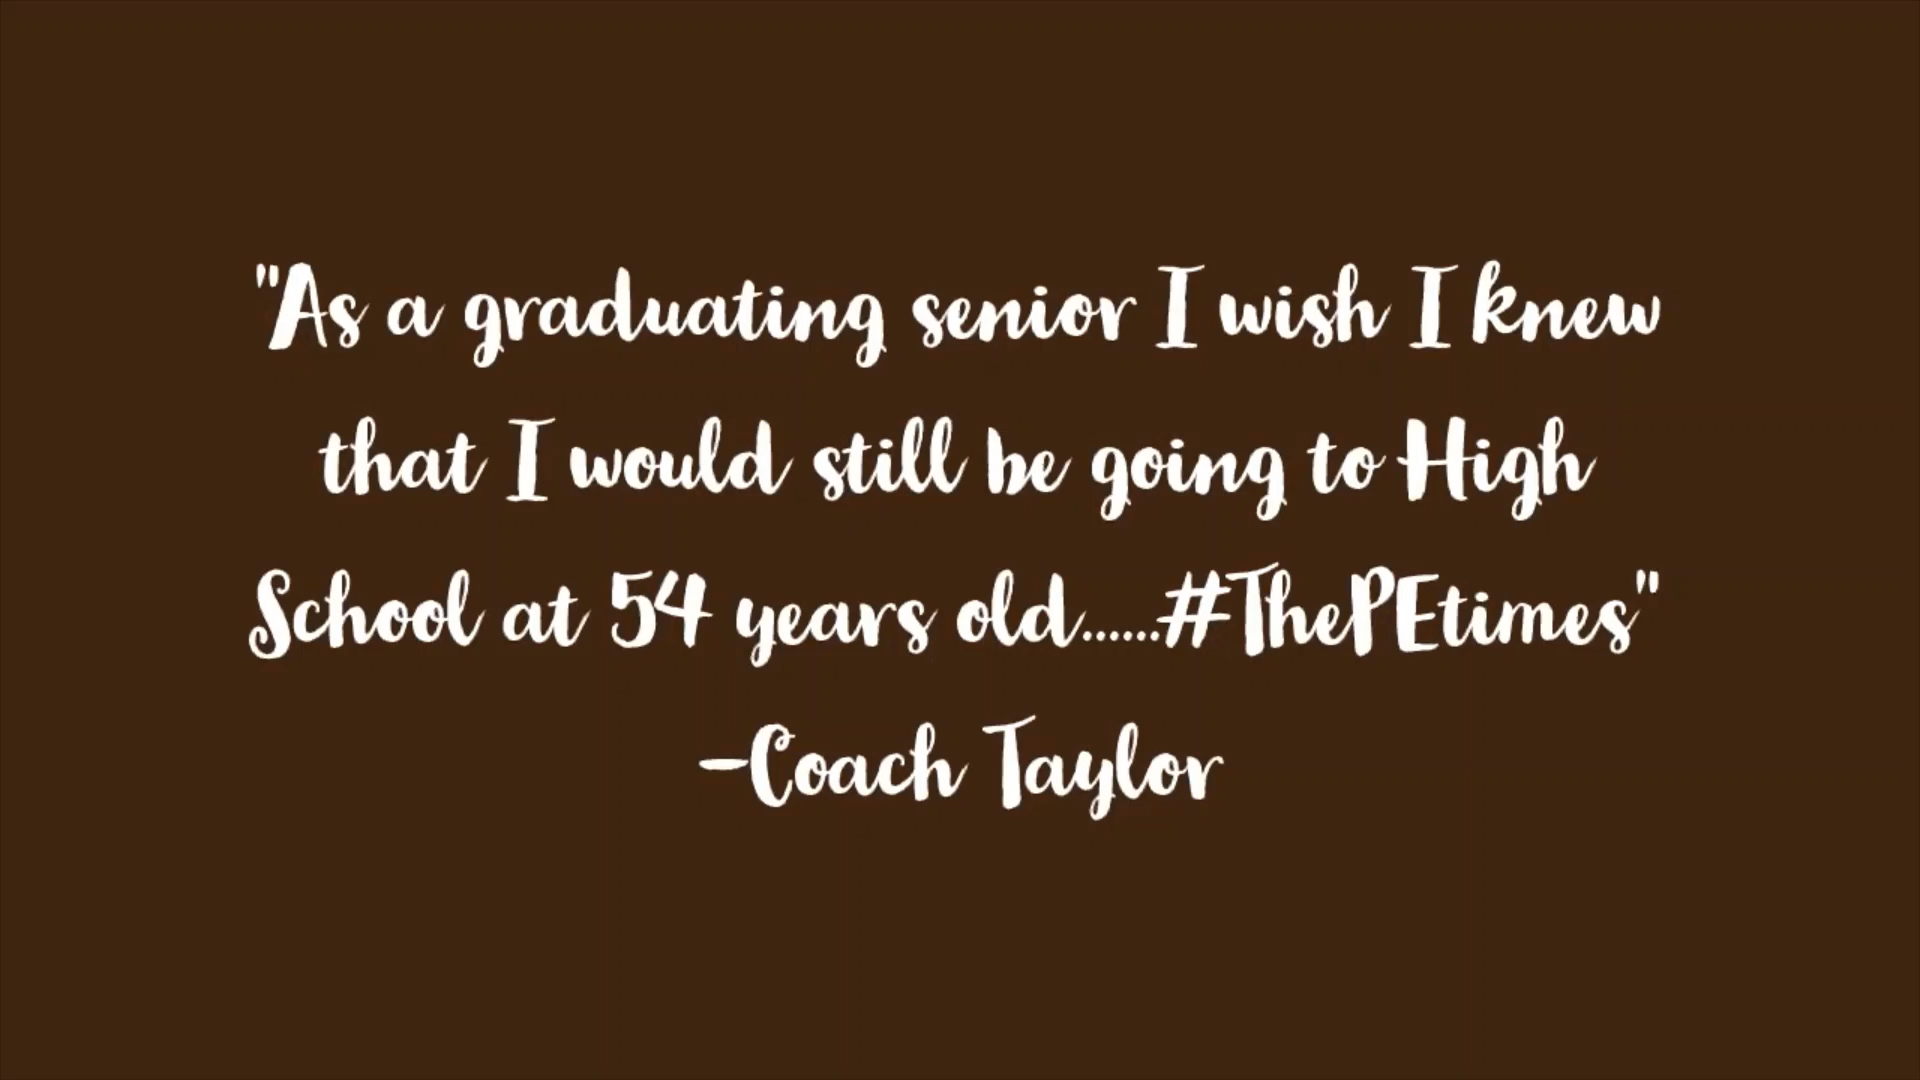 "As a graduating senior I wish I knew
that I would still be going to High
School at 54 years old......#ThePEtimes"
-Coach Taylor